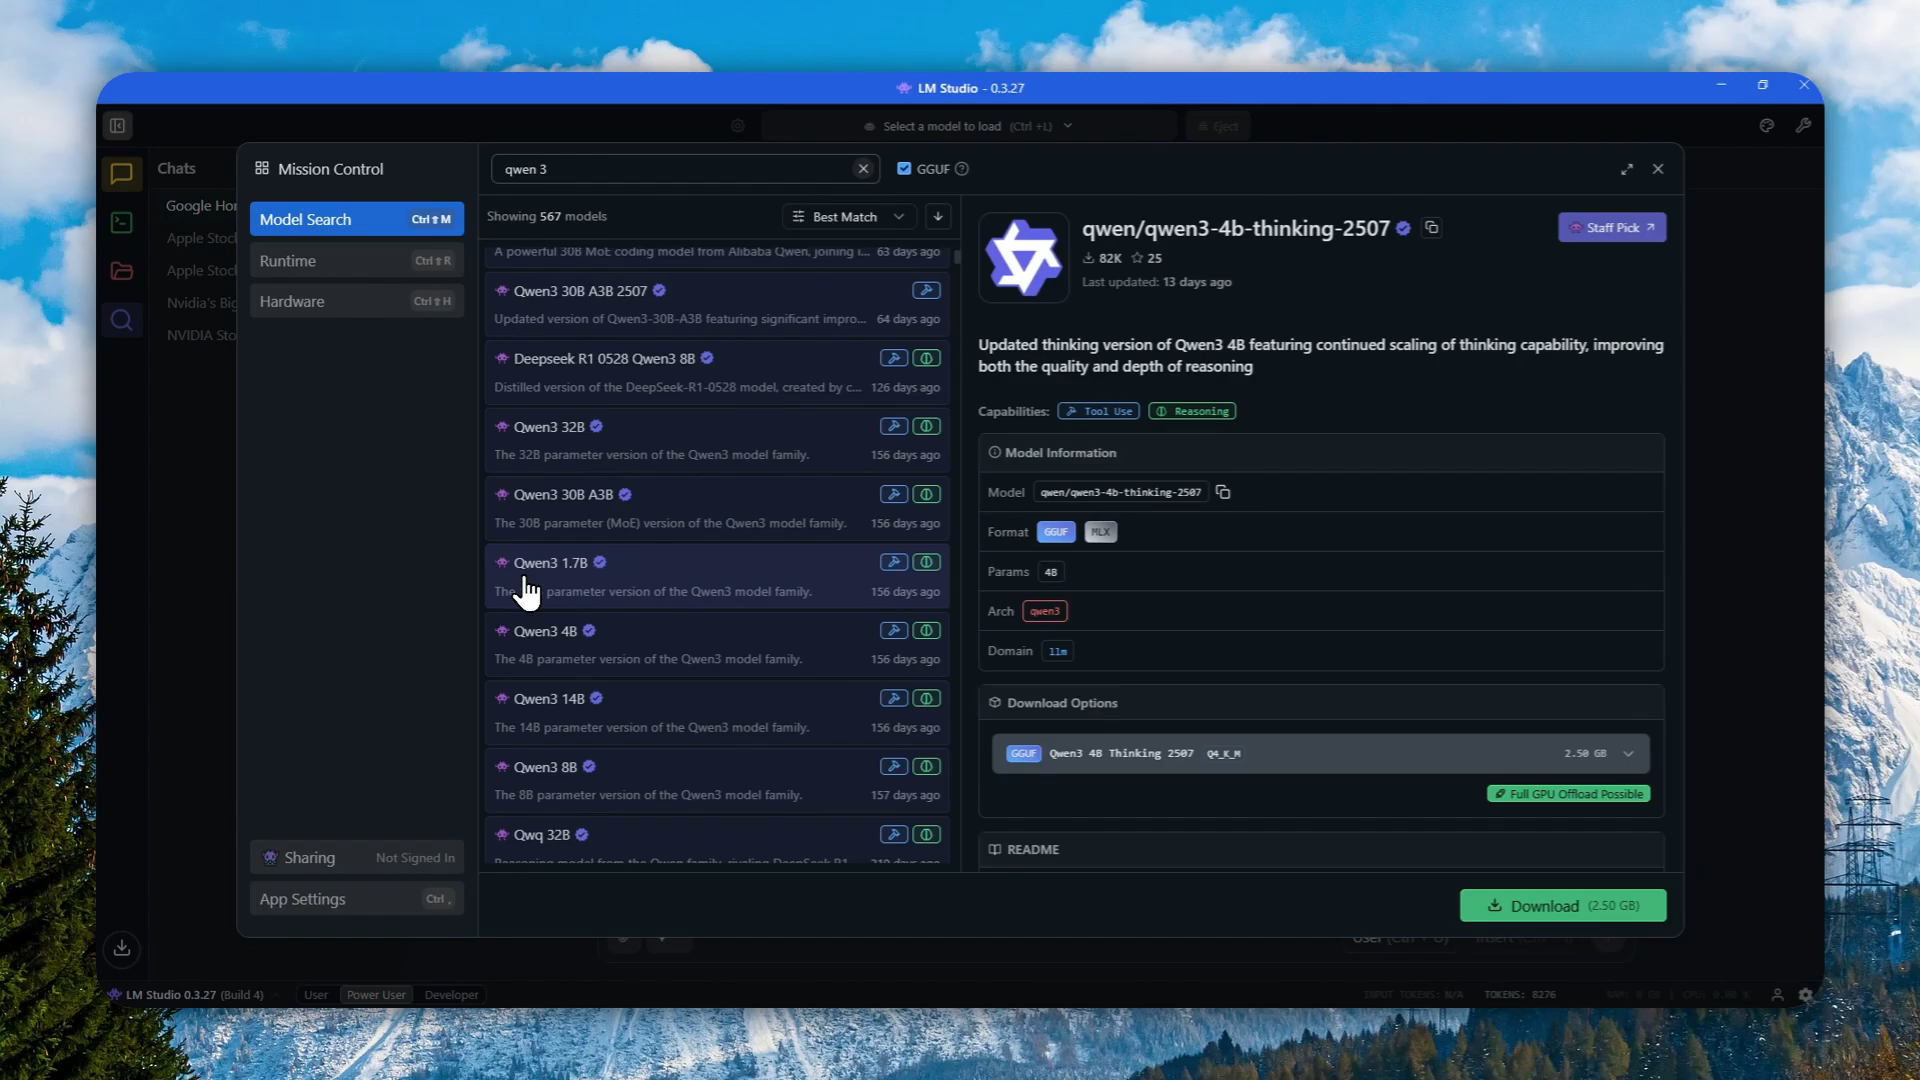 LM Studio - 0.3.27
Select a model to load (Ctrl +L)
Eject
Chats
Google Hor
Apple Stoc
Apple Stoc
Nvidia's Big
NVIDIA Sto
Mission Control
Model Search Ctrl⇧M
Runtime Ctrl⇧R
Hardware Ctrl⇧H
Sharing Not Signed In
App Settings Ctrl ,
qwen 3
GGUF
Showing 567 models
Best Match
A powerful 30B MoE coding model from Alibaba Qwen, joining i... 63 days ago
Qwen3 30B A3B 2507
Updated version of Qwen3-30B-A3B featuring significant impro... 64 days ago
Deepseek R1 0528 Qwen3 8B
Distilled version of the DeepSeek-R1-0528 model, created by c... 126 days ago
Qwen3 32B
The 32B parameter version of the Qwen3 model family. 156 days ago
Qwen3 30B A3B
The 30B parameter (MoE) version of the Qwen3 model family. 156 days ago
Qwen3 1.7B
The parameter version of the Qwen3 model family. 156 days ago
Qwen3 4B
The 4B parameter version of the Qwen3 model family. 156 days ago
Qwen3 14B
The 14B parameter version of the Qwen3 model family. 156 days ago
Qwen3 8B
The 8B parameter version of the Qwen3 model family. 157 days ago
Qwq 32B
Reasoning model from the Qwen family, rivaling DeepSeek R1
qwen/qwen3-4b-thinking-2507
Staff Pick
82K 25
Last updated: 13 days ago
Updated thinking version of Qwen3 4B featuring continued scaling of thinking capability, improving
both the quality and depth of reasoning
Capabilities: Tool Use Reasoning
Model Information
Model qwen/qwen3-4b-thinking-2507
Format GGUF MLX
Params 4B
Arch qwen3
Domain llm
Download Options
GGUF Qwen3 4B Thinking 2507 Q4_K_M 2.50 GB
Full GPU Offload Possible
README
Download (2.50 GB)
LM Studio 0.3.27 (Build 4)
User Power User Developer
INPUT TOKENS: N/A TOKENS: 8276